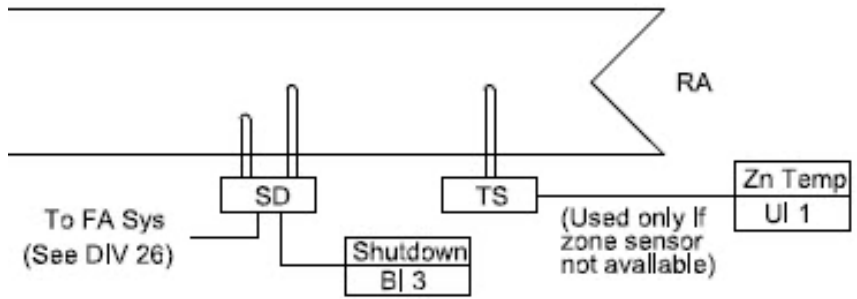 RA
SD
TS
Zn Temp
UI 1
To FA Sys
(See DIV 26)
Shutdown
BI 3
(Used only if
zone sensor
not available)